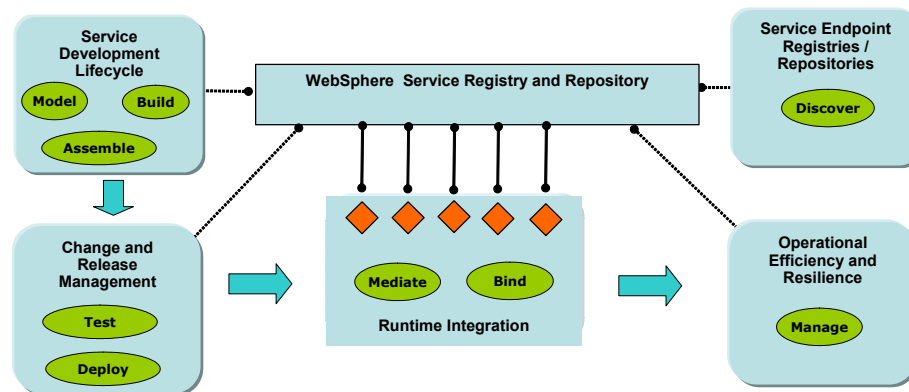 Service
Development
Lifecycle
Model
Build
Assemble
WebSphere  Service Registry and Repository
Service Endpoint
Registries /
Repositories
Discover
Change and
Release
Management
Test
Deploy
Mediate
Bind
Runtime Integration
Operational
Efficiency and
Resilience
Manage